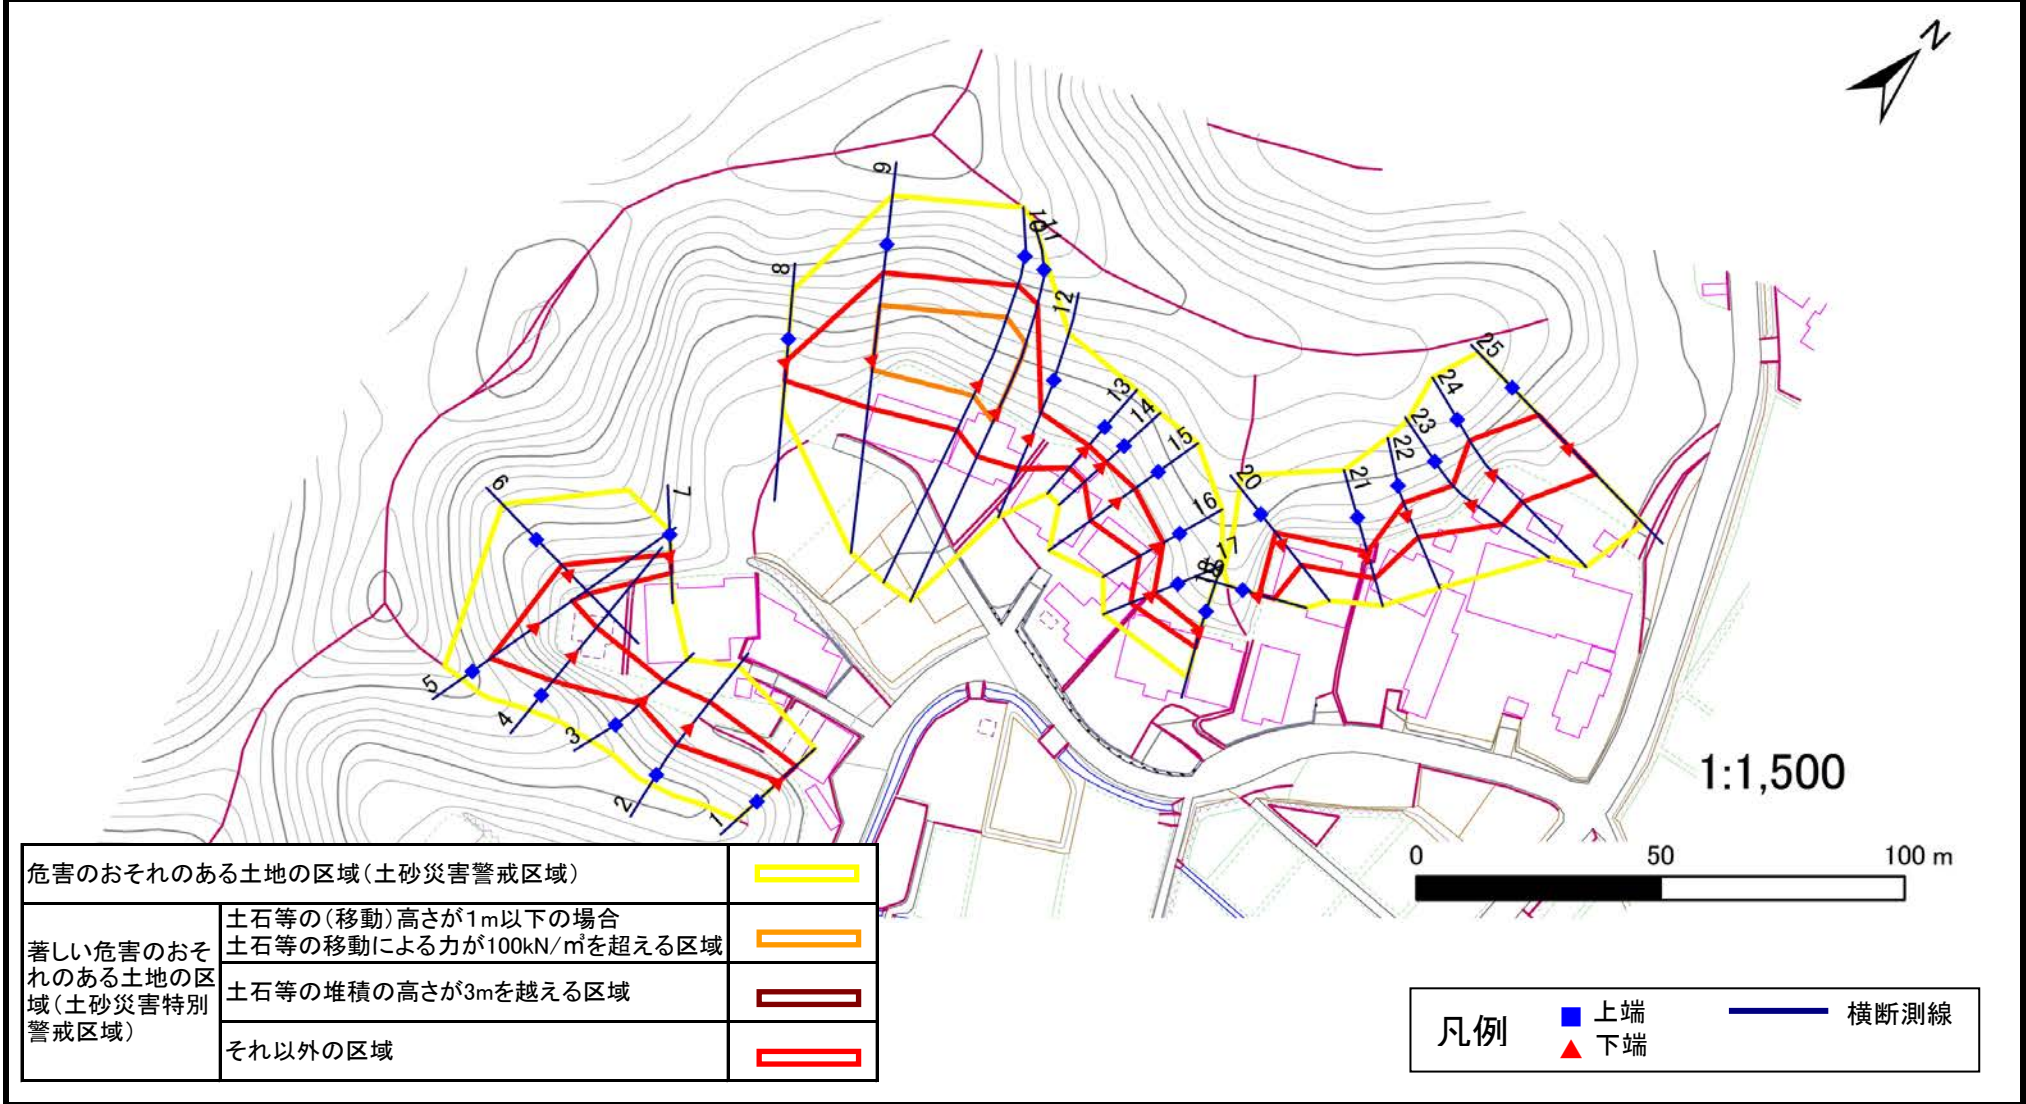 N
9
10
11
8
12
13
14
15
25
24
23
22
21
20
16
17
18
6
7
5
4
3
2
1
1:1,500
0 50 100 m
危害のおそれのある土地の区域(土砂災害警戒区域)
著しい危害のおそ
れのある土地の区
域(土砂災害特別
警戒区域)
土石等の(移動)高さが1m以下の場合
土石等の移動による力が100kN/㎡を超える区域
土石等の堆積の高さが3mを越える区域
それ以外の区域
凡例
上端
下端
横断測線